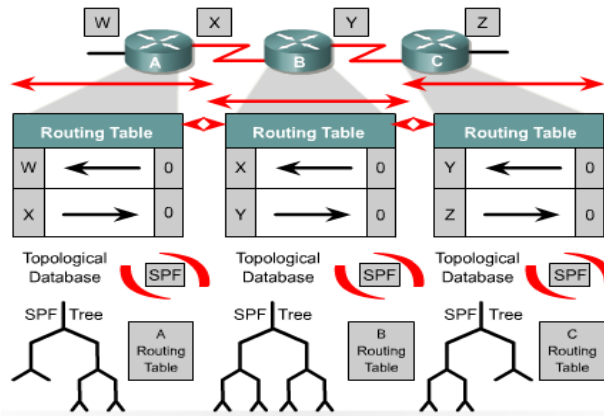 W X Y Z
A B C
Routing Table Routing Table Routing Table
W 0 X 0 Y 0
X 0 Y 0 Z 0
Topological Database SPF Topological Database SPF Topological Database SPF
SPF Tree SPF Tree SPF Tree
A Routing Table B Routing Table C Routing Table